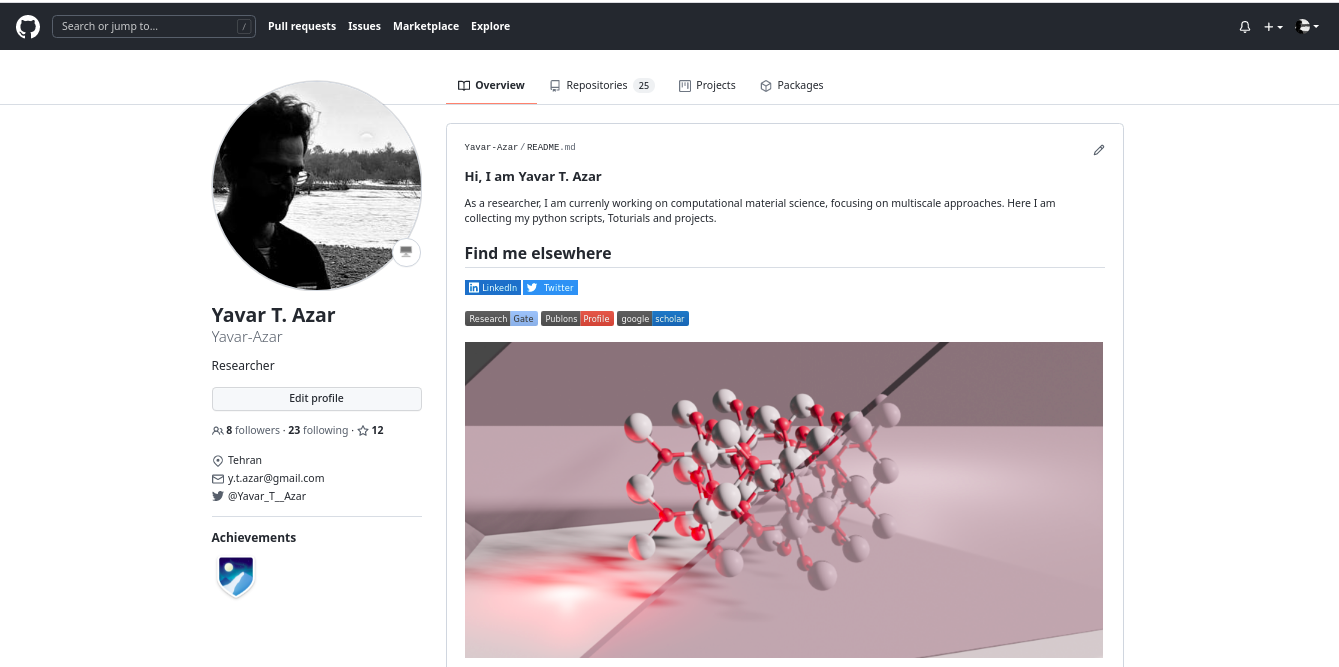 Search or jump to... /
Pull requests Issues Marketplace Explore
Overview Repositories 25 Projects Packages
Yavar-Azar / README.md
Hi, I am Yavar T. Azar
As a researcher, I am currenly working on computational material science, focusing on multiscale approaches. Here I am
collecting my python scripts, Toturials and projects.
Find me elsewhere
LinkedIn Twitter
Research Gate Publons Profile google scholar
Yavar T. Azar
Yavar-Azar
Researcher
Edit profile
8 followers · 23 following · 12
Tehran
y.t.azar@gmail.com
@Yavar_T__Azar
Achievements